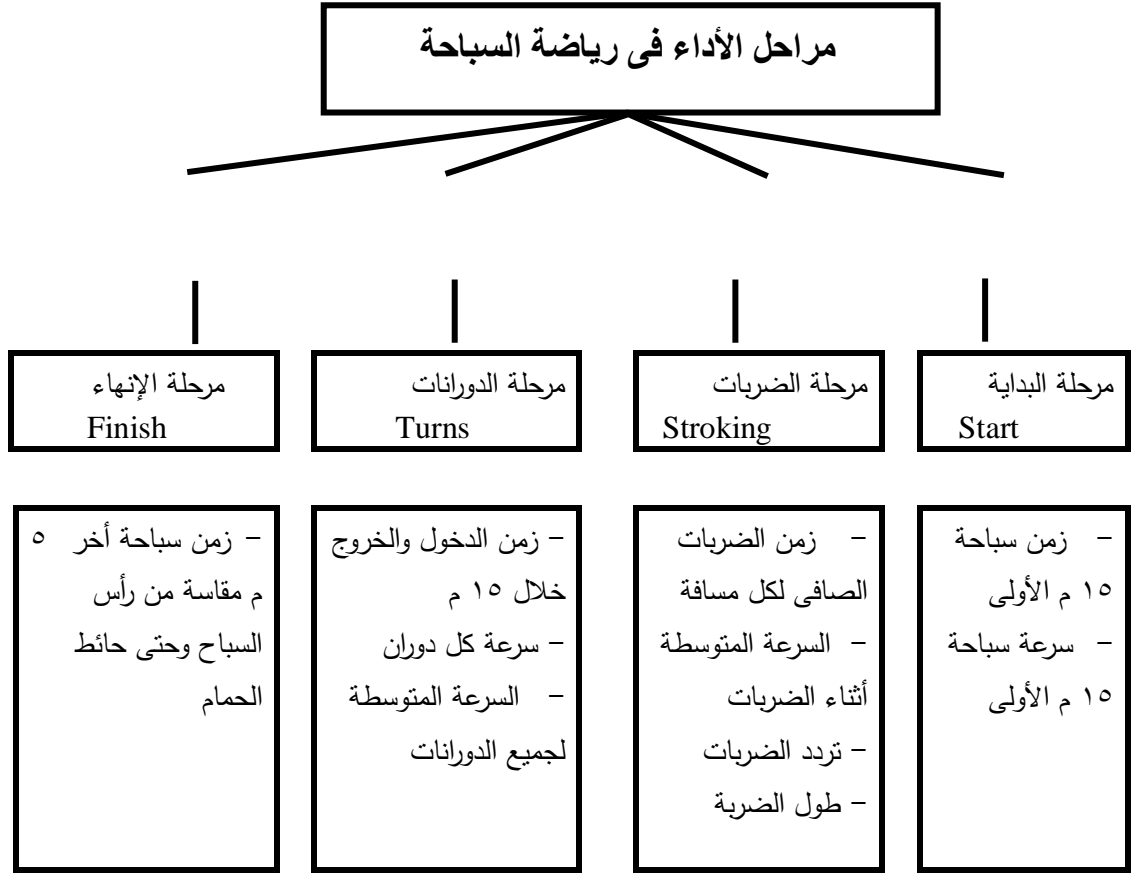 مراحل الأداء فى رياضة السباحة
مرحلة البداية
Start
مرحلة الضربات
Stroking
مرحلة الدورانات
Turns
مرحلة الإنهاء
Finish
- زمن سباحة
١٥ م الأولى
- سرعة سباحة
١٥ م الأولى
- زمن الضربات
الصافى لكل مسافة
- السرعة المتوسطة
أثناء الضربات
- تردد الضربات
- طول الضربة
- زمن الدخول والخروج
خلال ١٥ م
- سرعة كل دوران
- السرعة المتوسطة
لجميع الدورانات
- زمن سباحة أخر ٥
م مقاسة من رأس
السباح وحتى حائط
الحمام